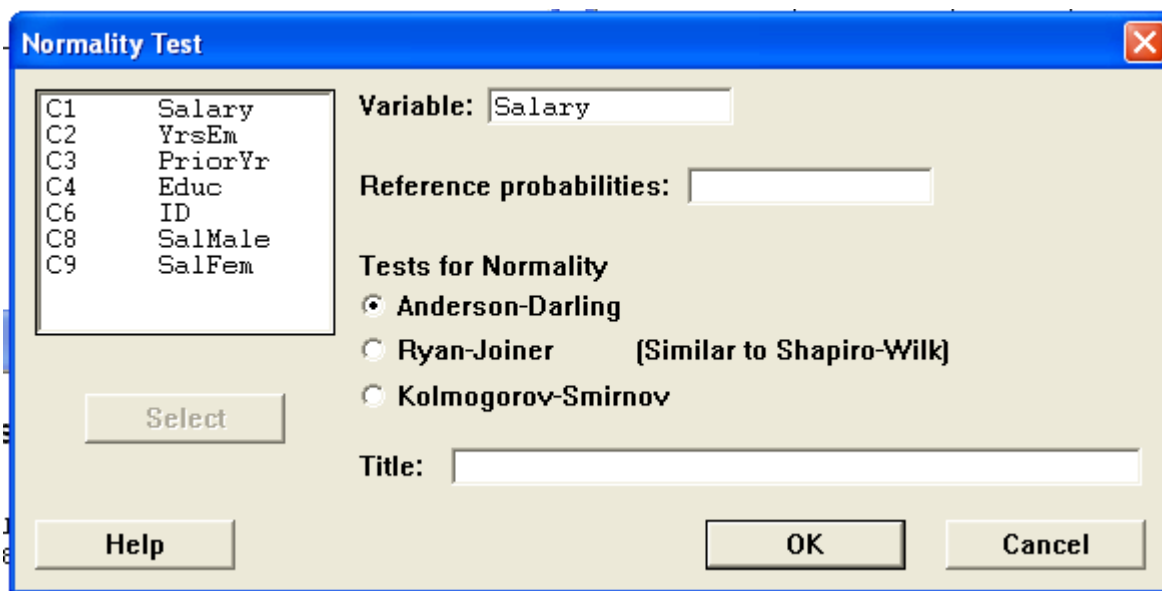 Normality Test
C1 Salary
C2 YrsEm
C3 PriorYr
C4 Educ
C6 ID
C8 SalMale
C9 SalFem
Select
Help
Variable: Salary
Reference probabilities:
Tests for Normality
Anderson-Darling
Ryan-Joiner (Similar to Shapiro-Wilk)
Kolmogorov-Smirnov
Title:
OK Cancel